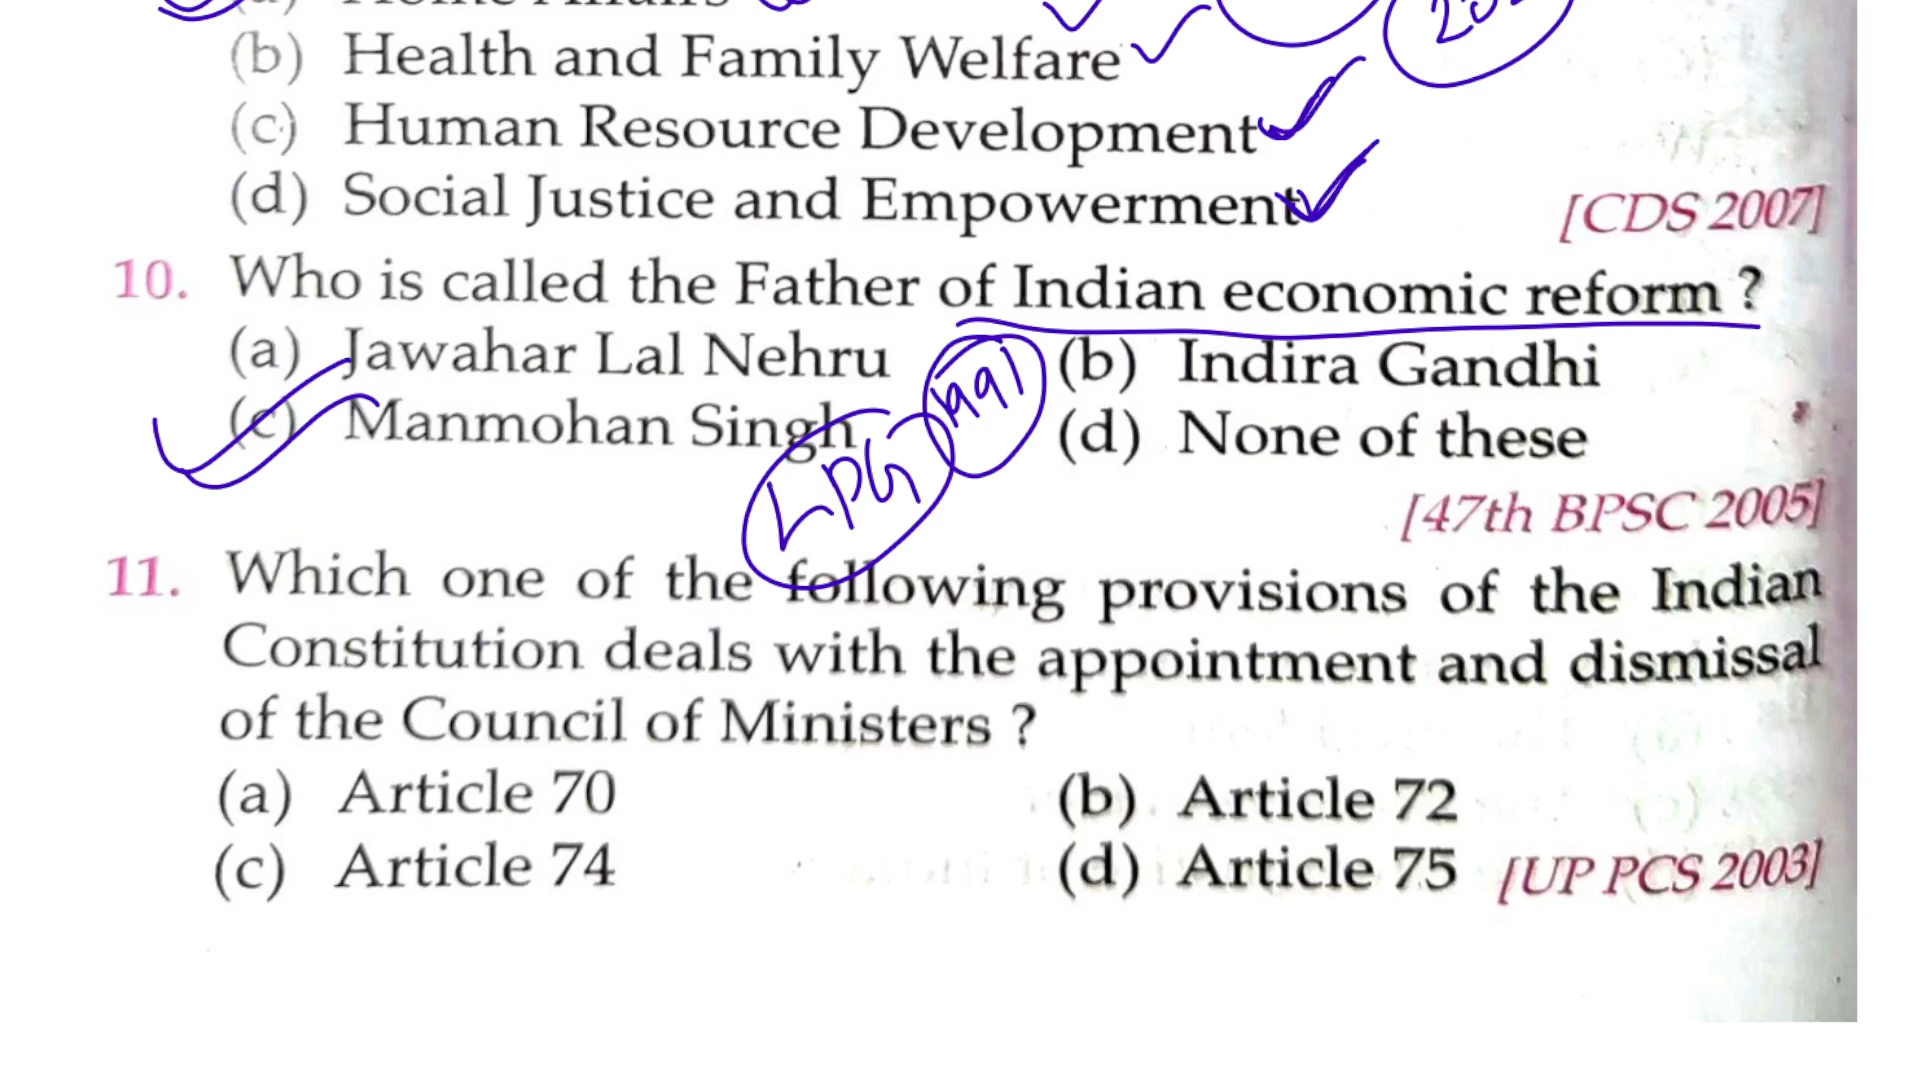 (a) Home Affairs
(b) Health and Family Welfare
(c) Human Resource Development
(d) Social Justice and Empowerment [CDS 2007]
10. Who is called the Father of Indian economic reform ?
(a) Jawahar Lal Nehru 1991 (b) Indira Gandhi
(c) Manmohan Singh (d) None of these
LPG
[47th BPSC 2005]
11. Which one of the following provisions of the Indian
Constitution deals with the appointment and dismissal
of the Council of Ministers ?
(a) Article 70 (b) Article 72
(c) Article 74 (d) Article 75 [UP PCS 2003]